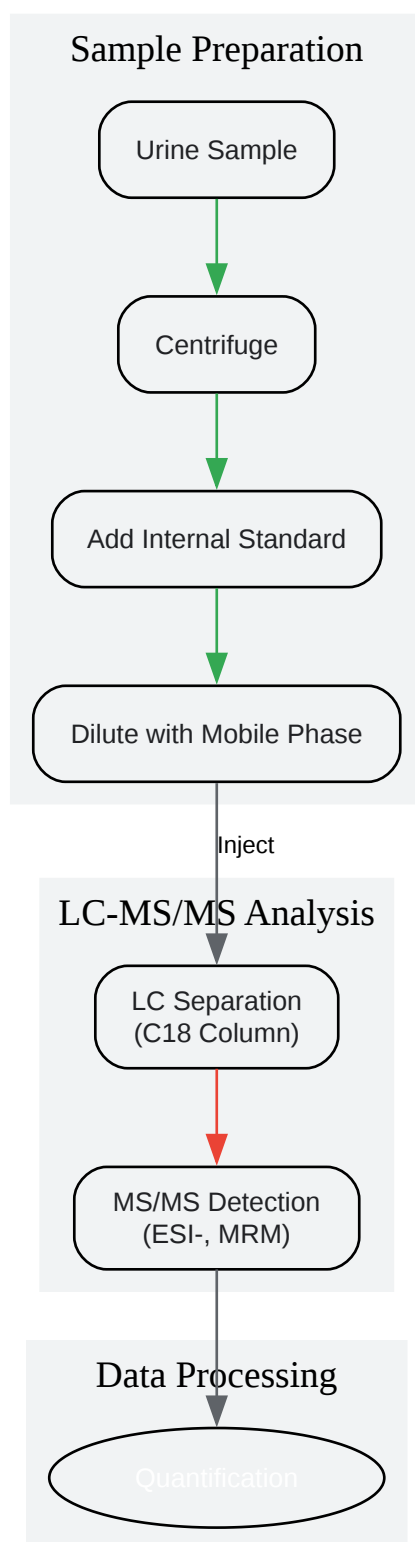 Sample Preparation
Urine Sample
Centrifuge
Add Internal Standard
Dilute with Mobile Phase
Inject
LC-MS/MS Analysis
LC Separation
(C18 Column)
MS/MS Detection
(ESI-, MRM)
Data Processing
Quantification